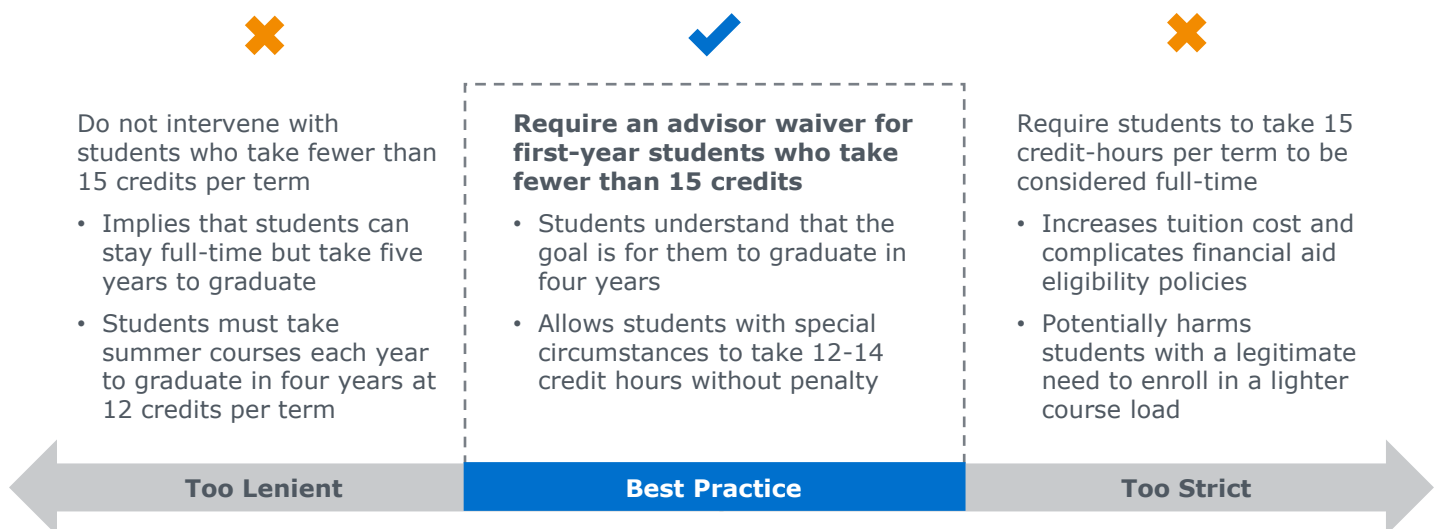 Do not intervene with
students who take fewer than
15 credits per term
• Implies that students can
stay full-time but take five
years to graduate
• Students must take
summer courses each year
to graduate in four years at
12 credits per term
Require an advisor waiver for
first-year students who take
fewer than 15 credits
• Students understand that the
goal is for them to graduate in
four years
• Allows students with special
circumstances to take 12-14
credit hours without penalty
Require students to take 15
credit-hours per term to be
considered full-time
• Increases tuition cost and
complicates financial aid
eligibility policies
• Potentially harms
students with a legitimate
need to enroll in a lighter
course load
Too Lenient
Best Practice
Too Strict